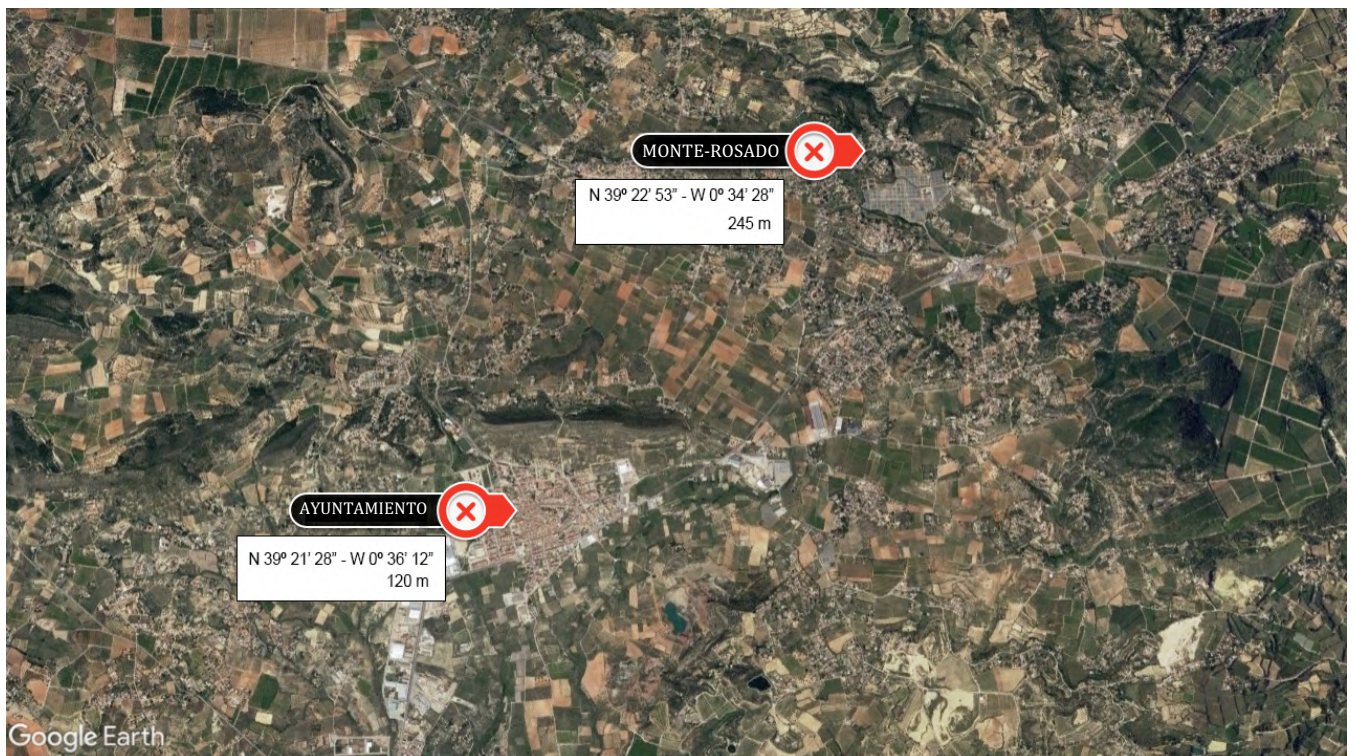 MONTE-ROSADO
N 39º 22' 53" - W 0º 34' 28"
245 m
AYUNTAMIENTO
N 39º 21' 28" - W 0º 36' 12"
120 m
Google Earth